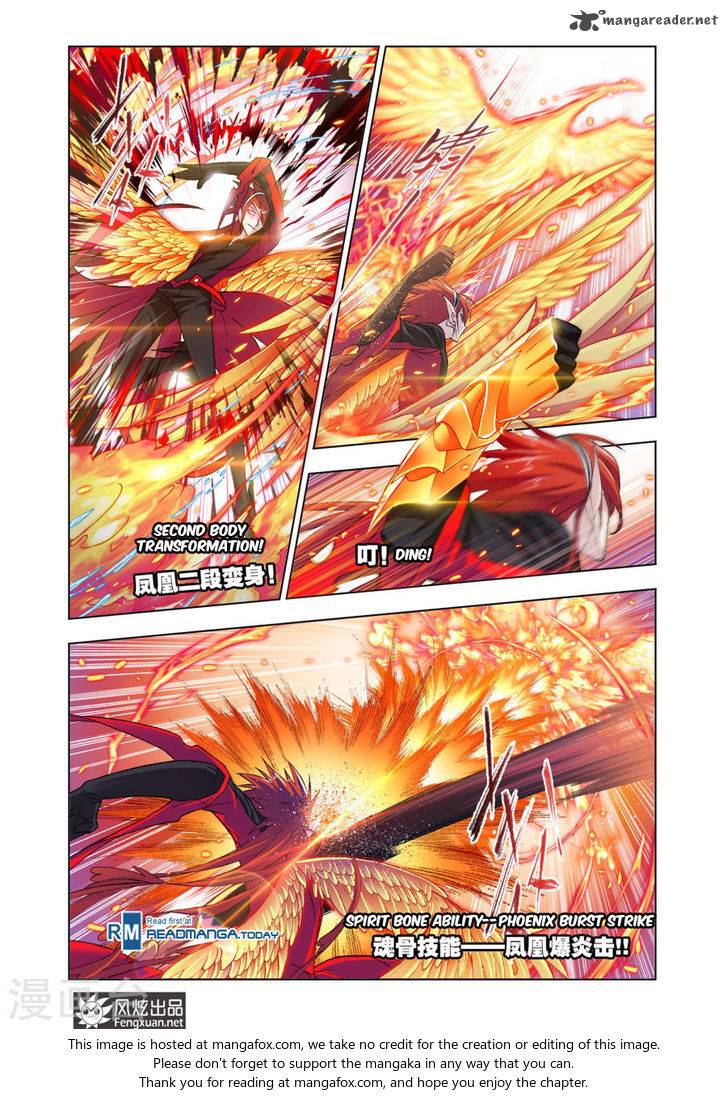 mangareader.net
SECOND BODY
TRANSFORMATION!
凤凰二段变身!
叮!
DING!
SPIRIT BONE ABILITY--PHOENIX BURST STRIKE
魂骨技能——凤凰爆炎击!!
RM
Read first at
READMANGA.TODAY
漫画台
风炫出品
Fengxuan.net
This image is hosted at mangafox.com, we take no credit for the creation or editing of this image.
Please don't forget to support the mangaka in any way that you can.
Thank you for reading at mangafox.com, and hope you enjoy the chapter.